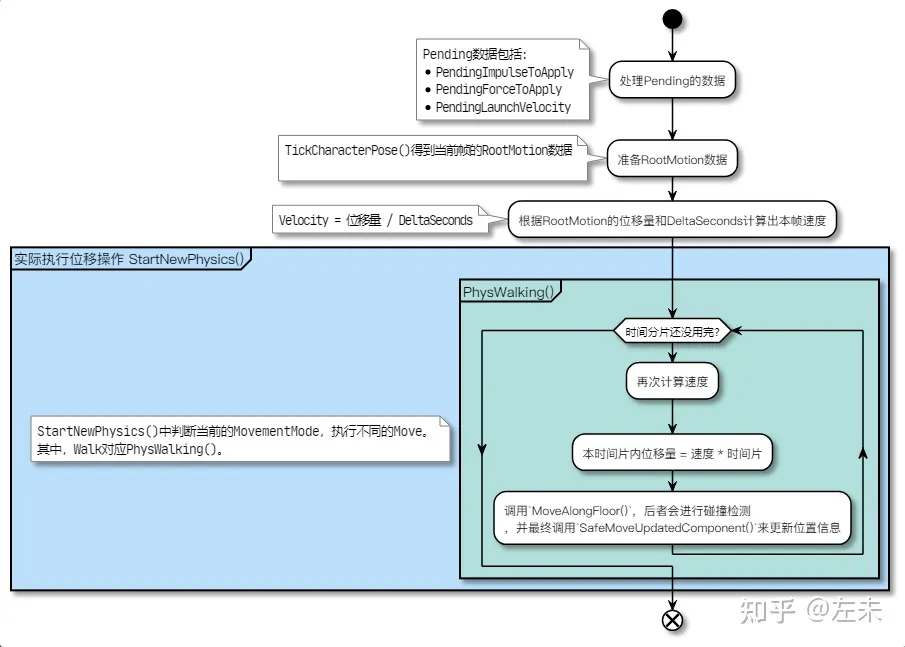 Pending数据包括:
• PendingImpulseToApply
• PendingForceToApply
• PendingLaunchVelocity
处理Pending的数据
TickCharacterPose()得到当前帧的RootMotion数据
准备RootMotion数据
Velocity = 位移量 / DeltaSeconds
根据RootMotion的位移量和DeltaSeconds计算出本帧速度
实际执行位移操作 StartNewPhysics()
PhysWalking()
时间分片还没用完?
再次计算速度
StartNewPhysics()中判断当前的MovementMode，执行不同的Move。
其中，Walk对应PhysWalking()。
本时间片内位移量 = 速度 * 时间片
调用`MoveAlongFloor()`，后者会进行碰撞检测
，并最终调用`SafeMoveUpdatedComponent()`来更新位置信息
知乎 @左未